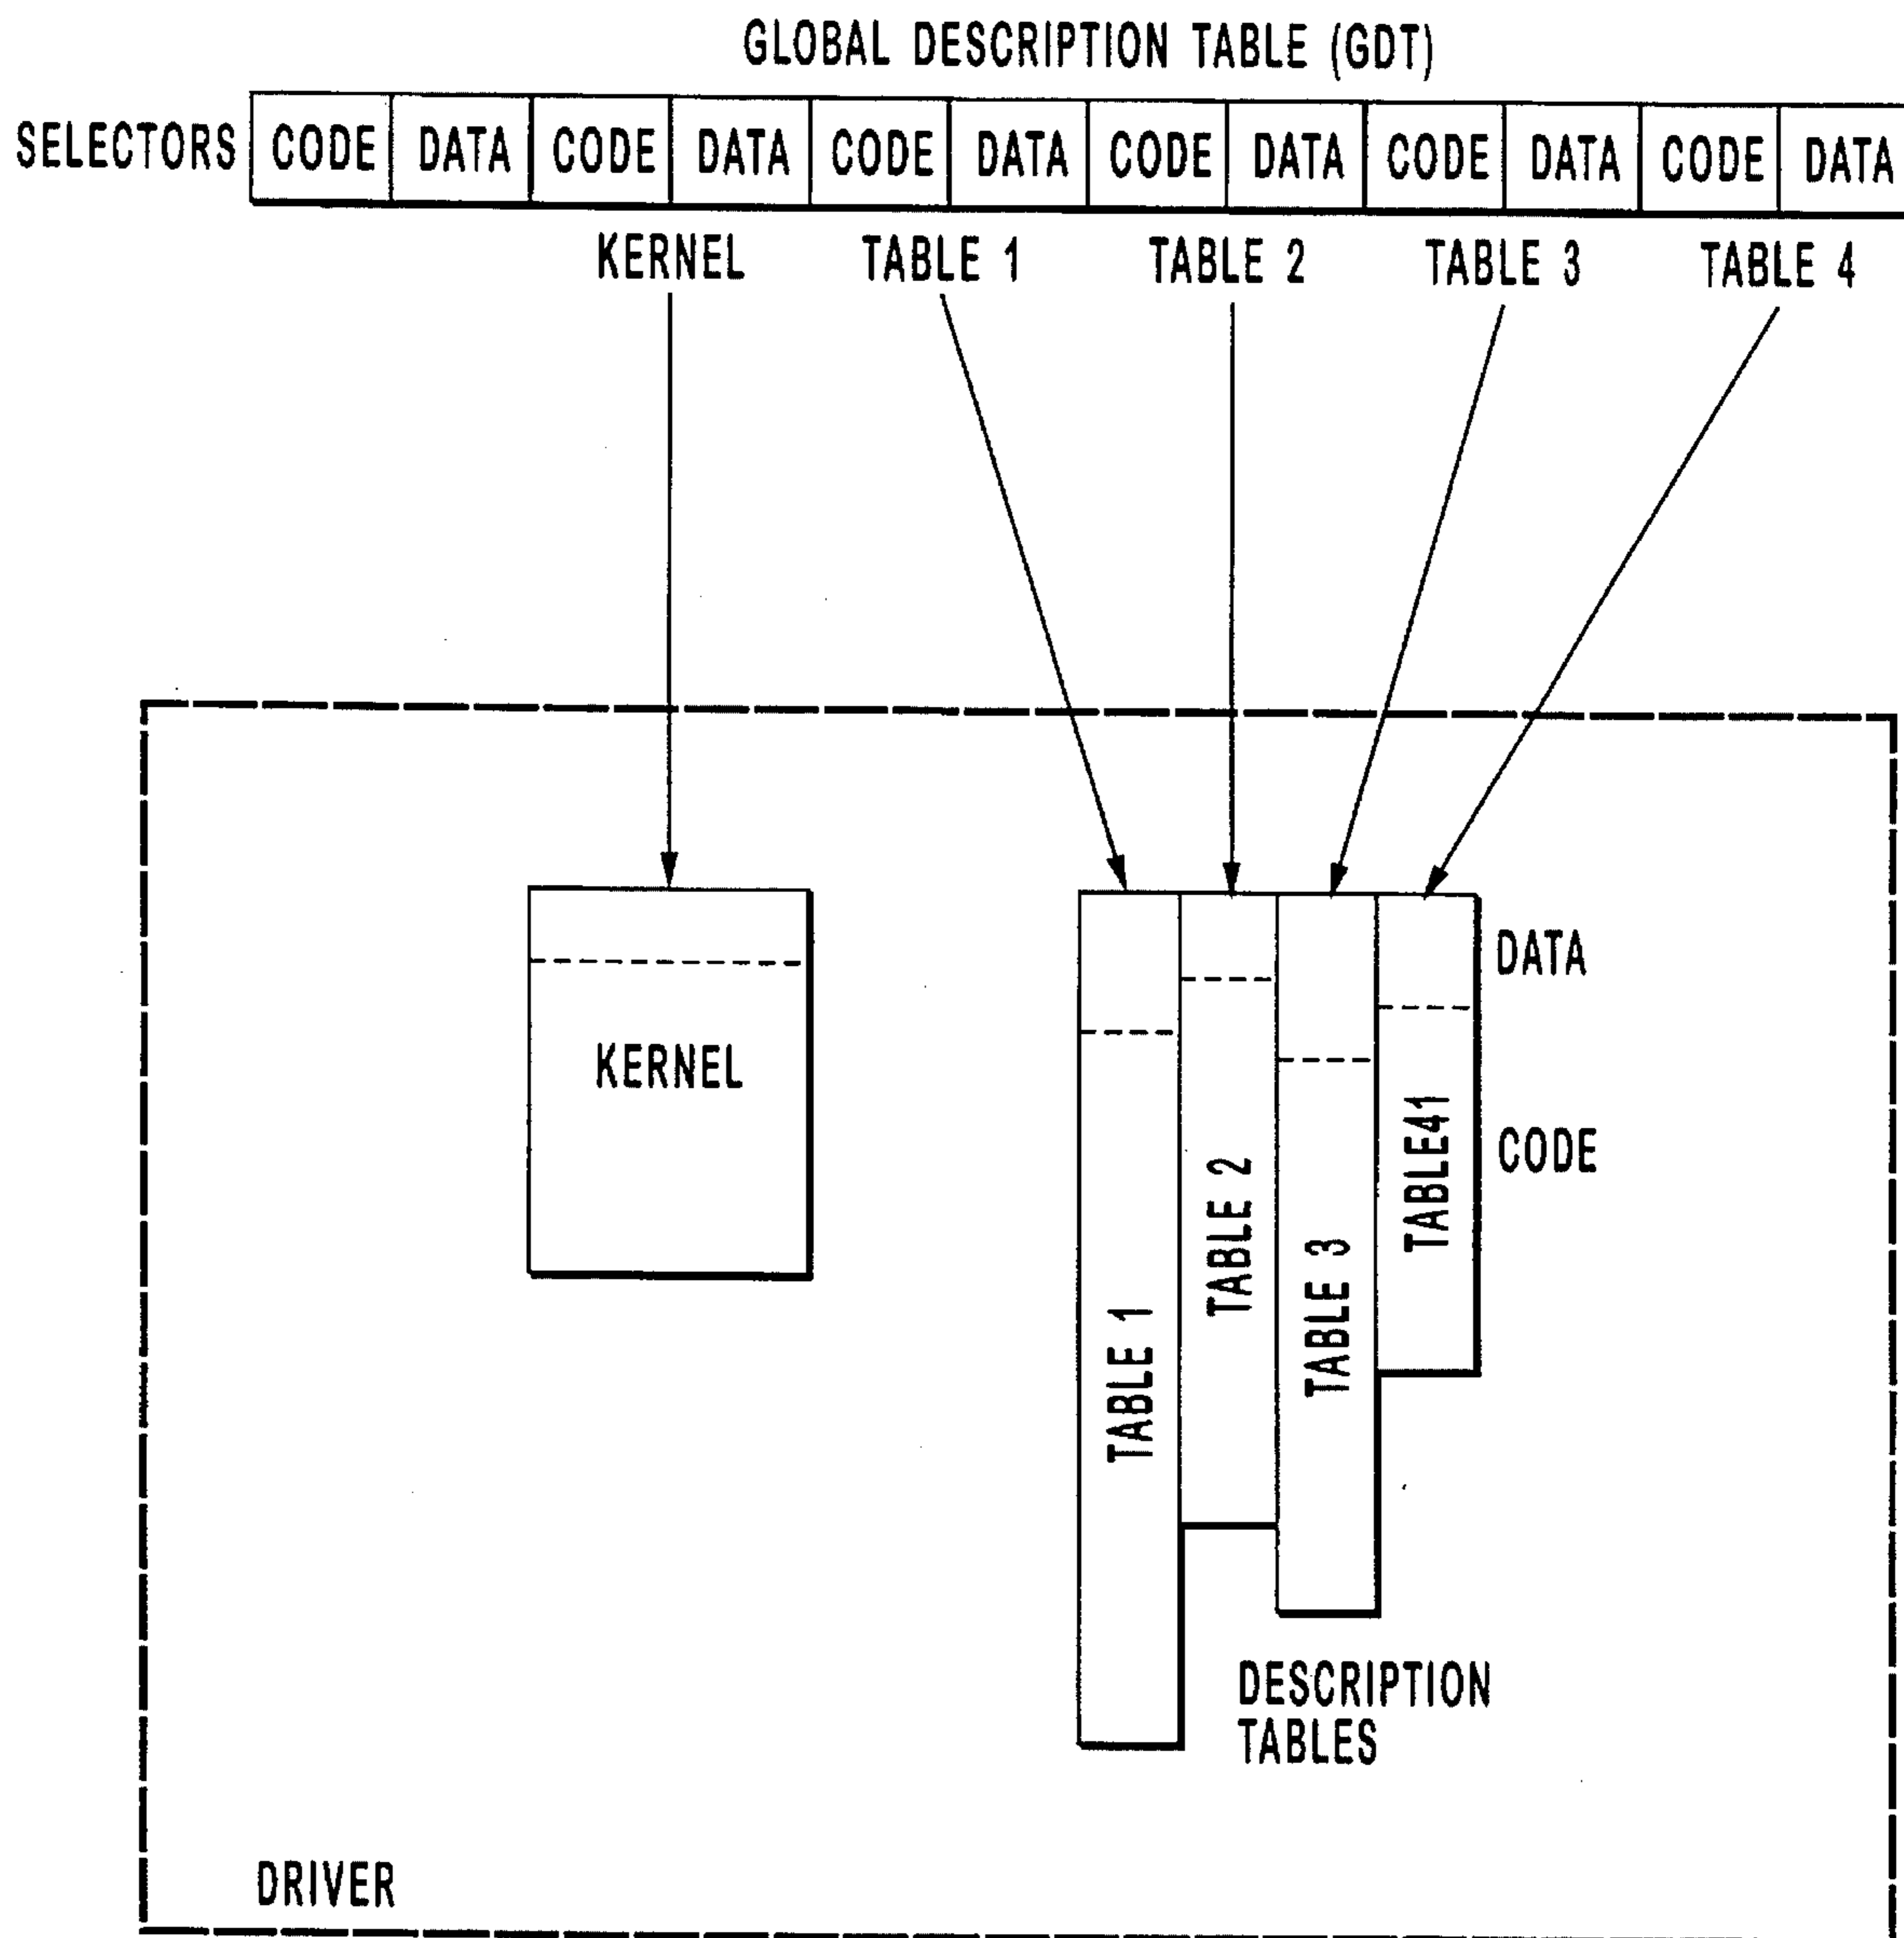 GLOBAL DESCRIPTION TABLE (GDT)
SELECTORS CODE DATA CODE DATA CODE DATA CODE DATA CODE DATA CODE DATA
KERNEL TABLE 1 TABLE 2 TABLE 3 TABLE 4
DATA
KERNEL
CODE
TABLE 1
TABLE 2
TABLE 3
TABLE41
DESCRIPTION
TABLES
DRIVER